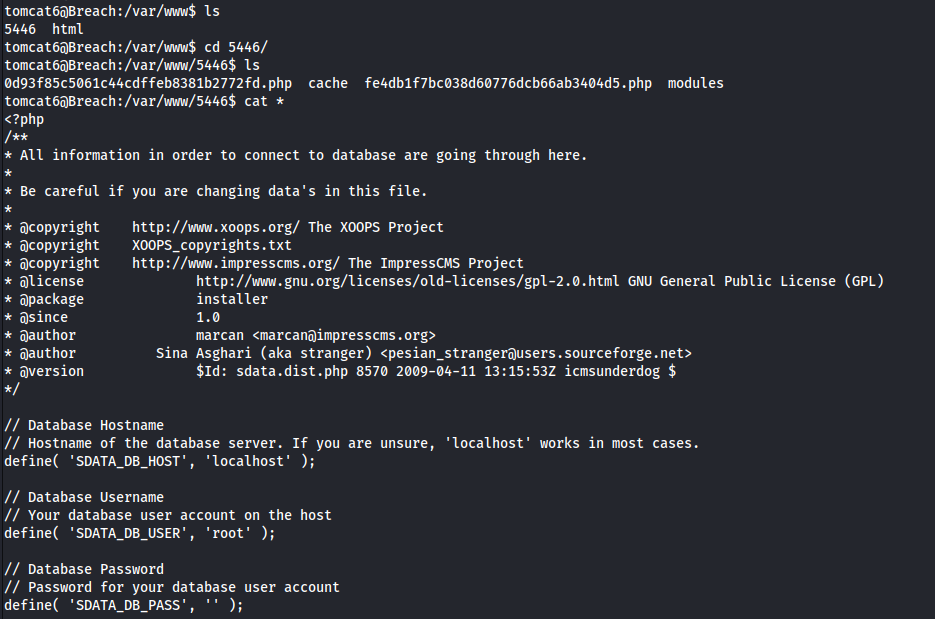 tomcat6@Breach:/var/www$ ls
5446  html
tomcat6@Breach:/var/www$ cd 5446/
tomcat6@Breach:/var/www/5446$ ls
0d93f85c5061c44cdffeb8381b2772fd.php  cache  fe4db1f7bc038d60776dcb66ab3404d5.php  modules
tomcat6@Breach:/var/www/5446$ cat *
<?php
/**
* All information in order to connect to database are going through here.
*
* Be careful if you are changing data's in this file.
*
* @copyright    http://www.xoops.org/ The XOOPS Project
* @copyright    XOOPS_copyrights.txt
* @copyright    http://www.impresscms.org/ The ImpressCMS Project
* @license              http://www.gnu.org/licenses/old-licenses/gpl-2.0.html GNU General Public License (GPL)
* @package              installer
* @since                1.0
* @author               marcan <marcan@impresscms.org>
* @author          Sina Asghari (aka stranger) <pesian_stranger@users.sourceforge.net>
* @version              $Id: sdata.dist.php 8570 2009-04-11 13:15:53Z icmsunderdog $
*/

// Database Hostname
// Hostname of the database server. If you are unsure, 'localhost' works in most cases.
define( 'SDATA_DB_HOST', 'localhost' );

// Database Username
// Your database user account on the host
define( 'SDATA_DB_USER', 'root' );

// Database Password
// Password for your database user account
define( 'SDATA_DB_PASS', '' );